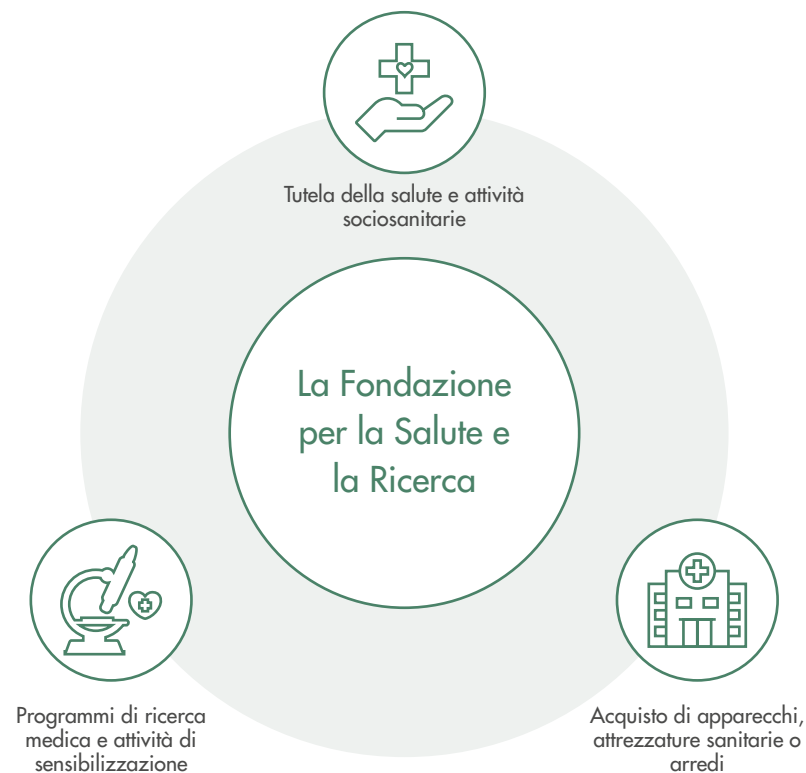 Tutela della salute e attività
sociosanitarie
La Fondazione
per la Salute e
la Ricerca
Programmi di ricerca
medica e attività di
sensibilizzazione
Acquisto di apparecchi,
attrezzature sanitarie o
arredi